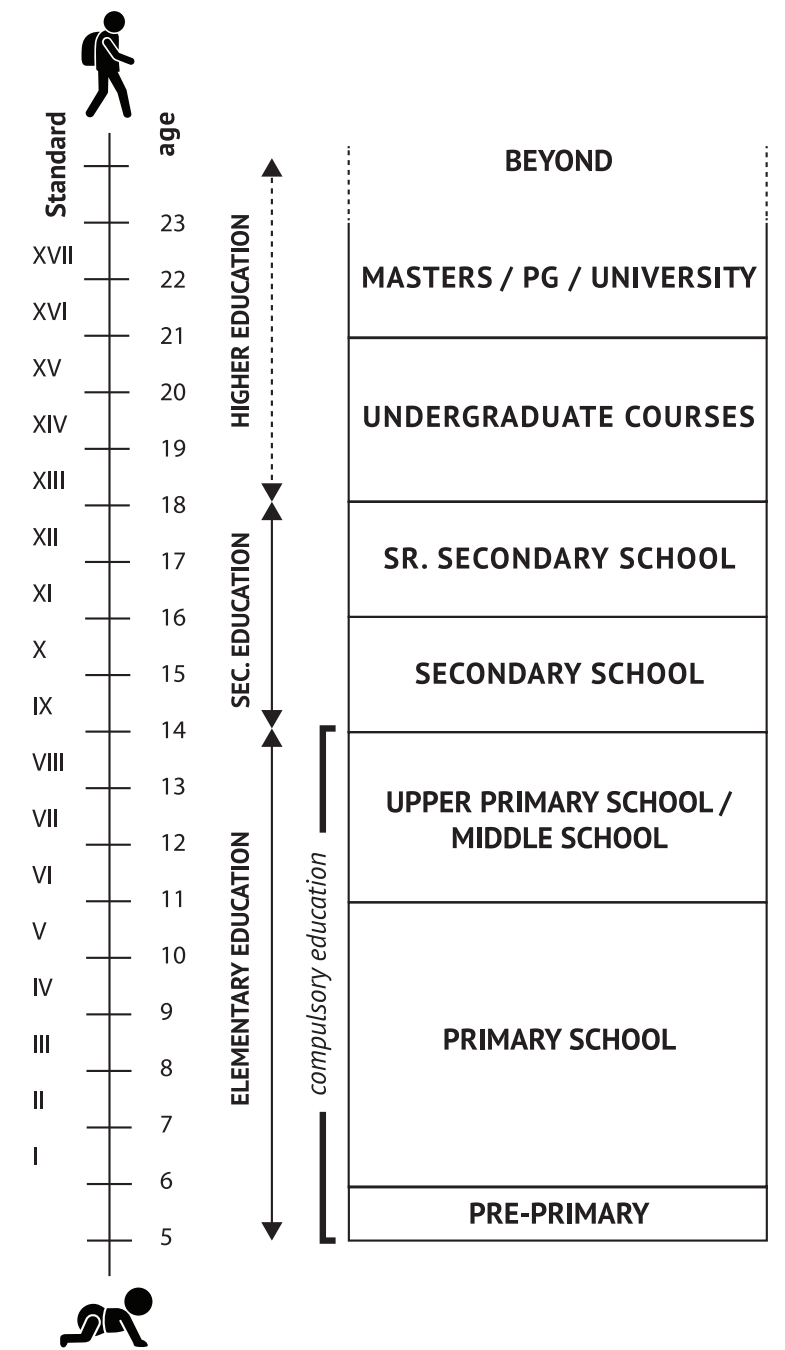 Standard
age
23
XVII
22
XVI
21
XV
20
XIV
19
XIII
18
XII
17
XI
16
X
15
IX
14
VIII
13
VII
12
VI
11
V
10
IV
9
III
8
II
7
I
6
5
HIGHER EDUCATION
SEC. EDUCATION
ELEMENTARY EDUCATION
compulsory education
BEYOND
MASTERS / PG / UNIVERSITY
UNDERGRADUATE COURSES
SR. SECONDARY SCHOOL
SECONDARY SCHOOL
UPPER PRIMARY SCHOOL /
MIDDLE SCHOOL
PRIMARY SCHOOL
PRE-PRIMARY